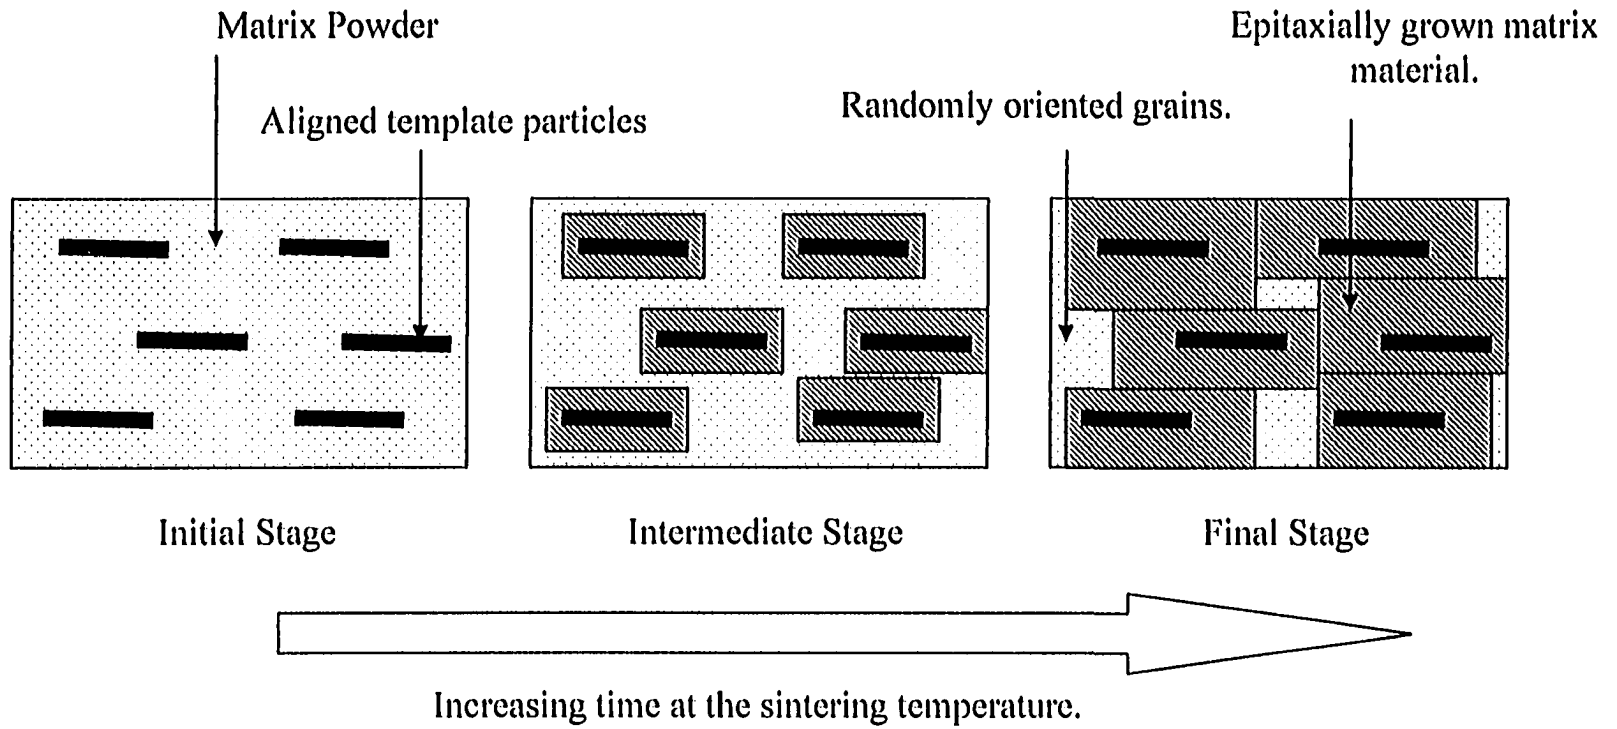 Matrix Powder
Aligned template particles
Randomly oriented grains.
Epitaxially grown matrix
material.
Initial Stage
Intermediate Stage
Final Stage
Increasing time at the sintering temperature.